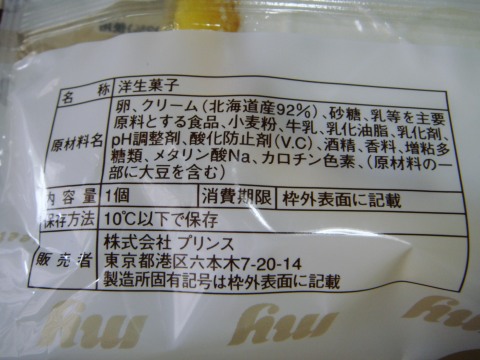 名称 洋生菓子
卵、クリーム(北海道産92%)、砂糖、乳等を主要
原料とする食品、小麦粉、牛乳、乳化油脂、乳化剤、
原材料名 pH調整剤、酸化防止剤(V.C)、酒精、香料、増粘多
糖類、メタリン酸Na、カロチン色素、(原材料の一
部に大豆を含む)
内容量 1個 消費期限 枠外表面に記載
保存方法 10℃以下で保存
株式会社 プリンス
販売者 東京都港区六本木7-20-14
製造所固有記号は枠外表面に記載
my
my
my